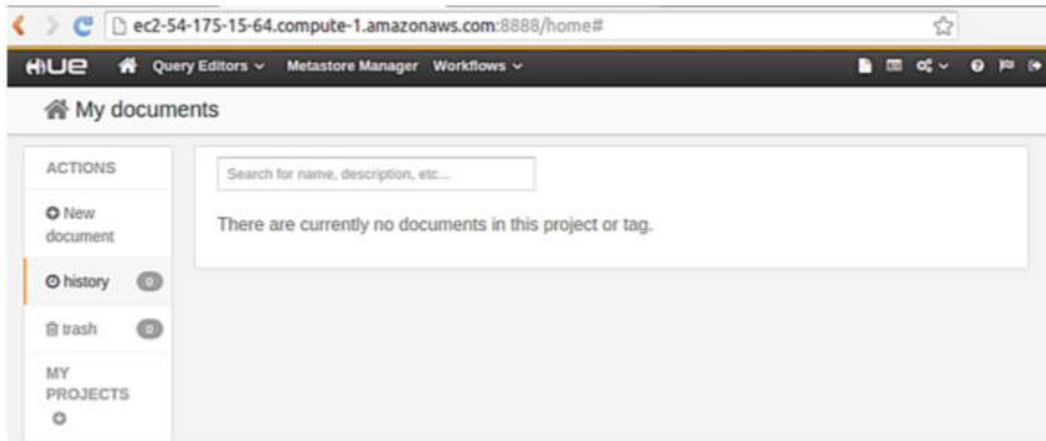 ec2-54-175-15-64.compute-1.amazonaws.com:8888/home#
HUE Query Editors Metastore Manager Workflows
My documents
ACTIONS
New
document
history 0
trash 0
MY
PROJECTS
Search for name, description, etc...
There are currently no documents in this project or tag.